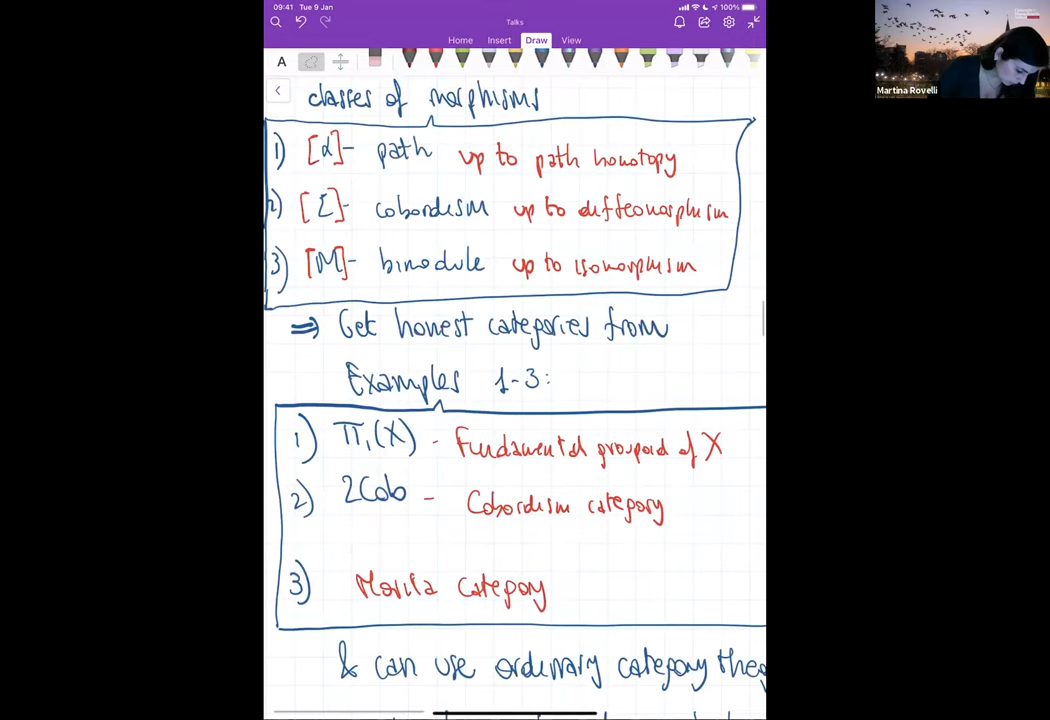 09:41 Tue 9 Jan
100%
Talks
Home Insert Draw View
A
classes of morphisms
1) [α]- path up to path homotopy
2) [Σ]- cobordism up to diffeomorphism
3) [M]- bimodule up to isomorphism
⇒ Get honest categories from
Examples 1-3:
1) Π₁(X) - Fundamental groupoid of X
2) 2Cob - Cobordism category
3) Morita category
& can use ordinary category theo
Martina Rovelli